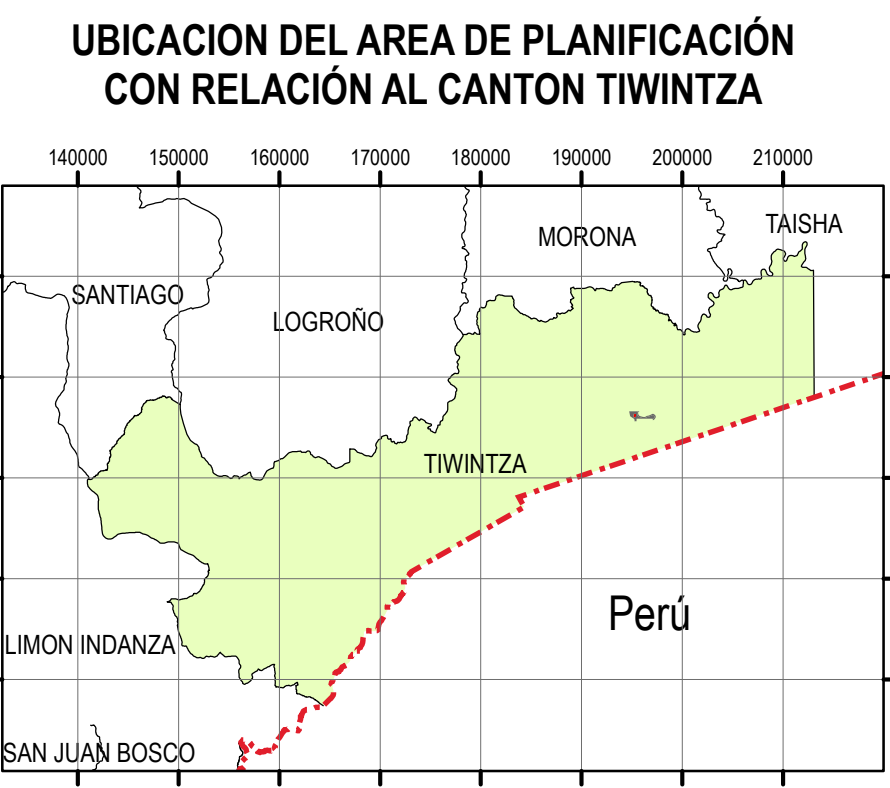 UBICACION DEL AREA DE PLANIFICACIÓN
CON RELACIÓN AL CANTON TIWINTZA
140000 150000 160000 170000 180000 190000 200000 210000
TAISHA
MORONA
SANTIAGO
LOGROÑO
TIWINTZA
Perú
LIMON INDANZA
SAN JUAN BOSCO